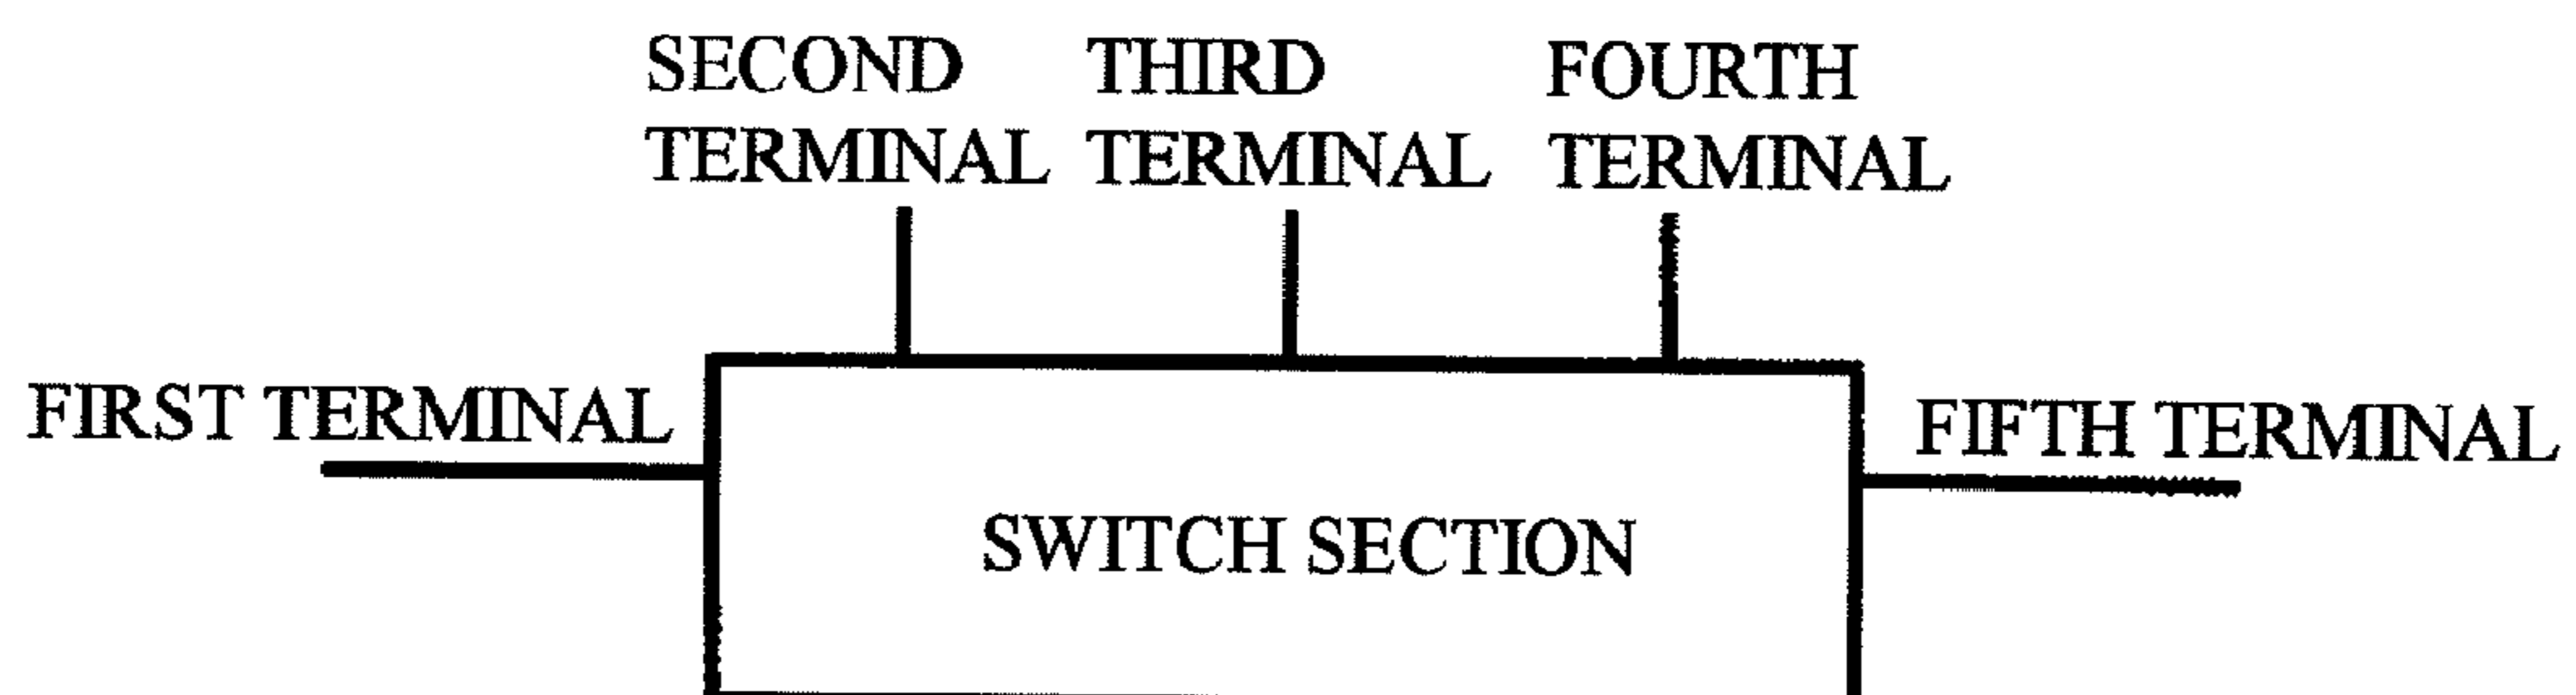 SECOND
TERMINAL
THIRD
TERMINAL
FOURTH
TERMINAL
FIRST TERMINAL
FIFTH TERMINAL
SWITCH SECTION